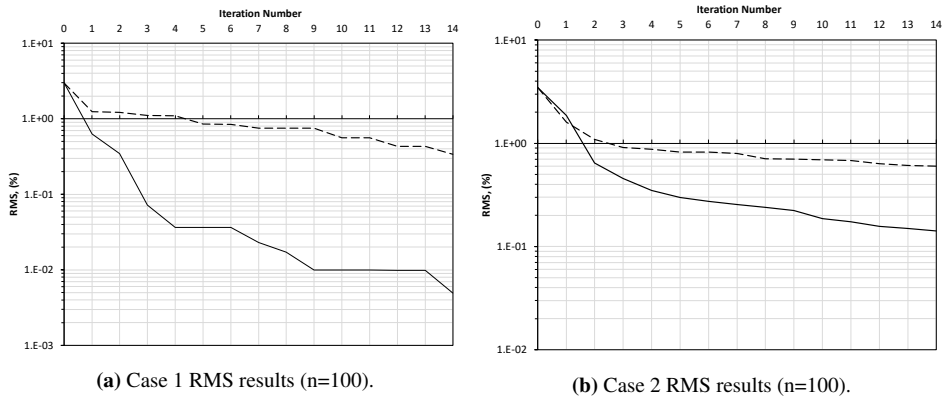 Iteration Number
0 1 2 3 4 5 6 7 8 9 10 11 12 13 14
1.E+01
1.E+00
1.E-01
1.E-02
1.E-03
RMS, (%)
(a) Case 1 RMS results (n=100).
Iteration Number
0 1 2 3 4 5 6 7 8 9 10 11 12 13 14
1.E+01
1.E+00
1.E-01
1.E-02
RMS, (%)
(b) Case 2 RMS results (n=100).